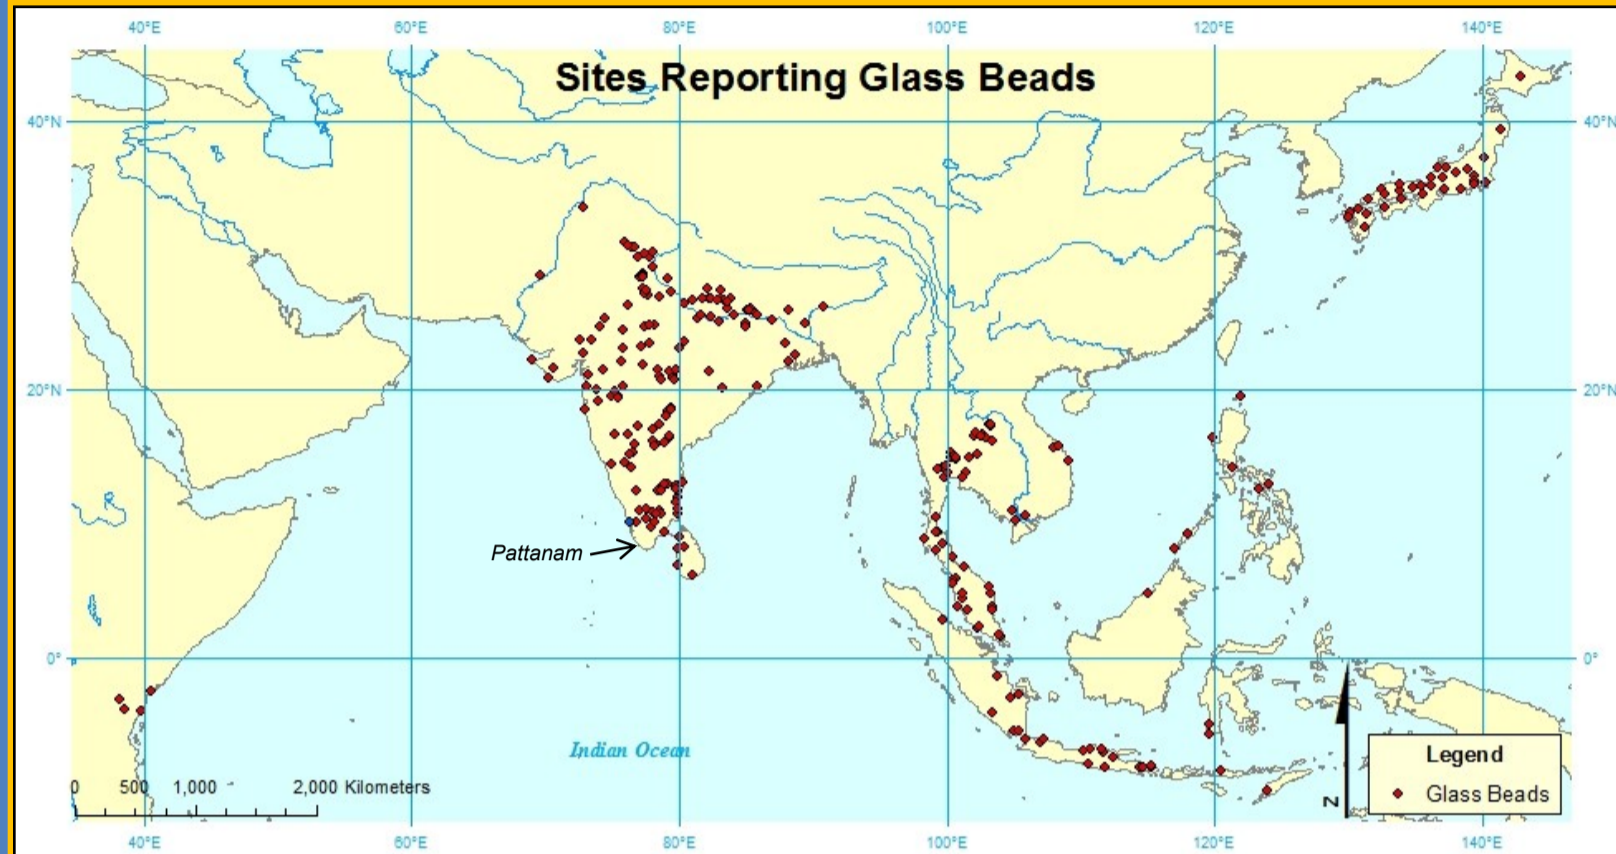 40°E 60°E 80°E 100°E 120°E 140°E
Sites Reporting Glass Beads
40°N 40°N
20°N 20°N
Pattanam
0° 0°
Indian Ocean
Legend
Glass Beads
0 500 1,000 2,000 Kilometers
N
40°E 60°E 80°E 100°E 120°E 140°E